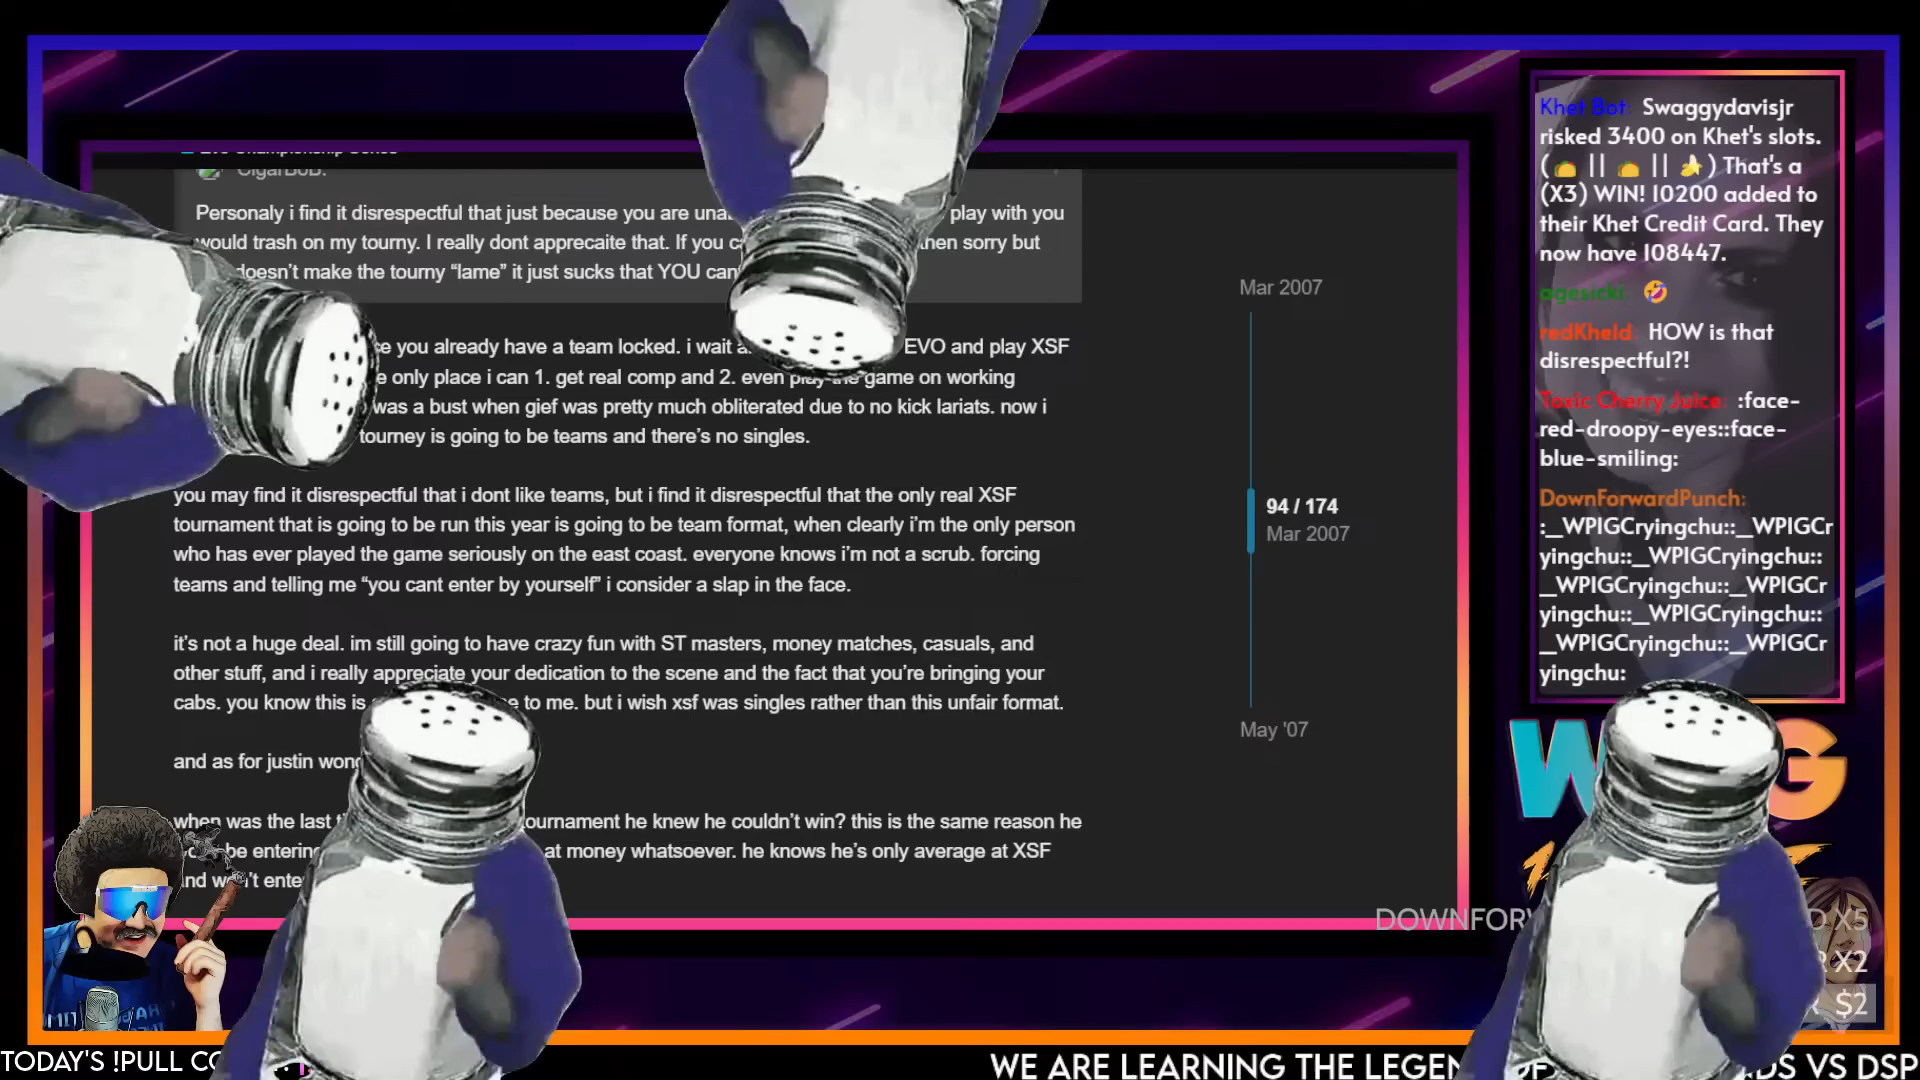 CigarBoB:
Personaly i find it disrespectful that just because you are play with you
would trash on my tourny. I really dont apprecaite that. If you then sorry but
doesn’t make the tourny “lame” it just sucks that YOU
you already have a team locked. i wait EVO and play XSF
only place i can 1. get real comp and 2. even play the game on working
was a bust when gief was pretty much obliterated due to no kick lariats. now i
tourney is going to be teams and there’s no singles.
you may find it disrespectful that i dont like teams, but i find it disrespectful that the only real XSF
tournament that is going to be run this year is going to be team format, when clearly i’m the only person
who has ever played the game seriously on the east coast. everyone knows i’m not a scrub. forcing
teams and telling me “you cant enter by yourself” i consider a slap in the face.
it’s not a huge deal. im still going to have crazy fun with ST masters, money matches, casuals, and
other stuff, and i really appreciate your dedication to the scene and the fact that you’re bringing your
cabs. you know this is to me. but i wish xsf was singles rather than this unfair format.
and as for justin
when was the last tournament he knew he couldn’t win? this is the same reason he
be at money whatsoever. he knows he’s only average at XSF
Mar 2007
94 / 174
Mar 2007
May '07
Khet Bot: Swaggydavisjr
risked 3400 on Khet's slots.
(🌮 || 🌮 || 🍌) That's a
(X3) WIN! 10200 added to
their Khet Credit Card. They
now have 108447.
agesicki: 🤣
redKheld: HOW is that
disrespectful?!
Toxic Cherry Juice: :face-
red-droopy-eyes::face-
blue-smiling:
DownForwardPunch:
:_WPIGCryingchu::_WPIGCr
yingchu::_WPIGCryingchu::
_WPIGCryingchu::_WPIGCr
yingchu::_WPIGCryingchu::
_WPIGCryingchu::_WPIGCr
yingchu:
X5
X2
$2
TODAY'S !PULL
WE ARE LEARNING THE VS DSP